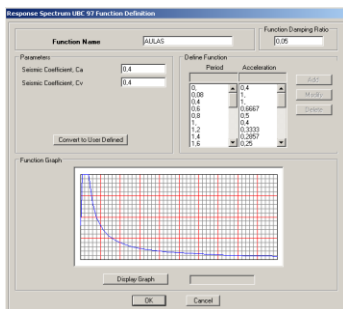 Response Spectrum UBC 97 Function Definition
Function Damping Ratio
Function Name
AULAS
0,05
Parameters
Define Function
Seismic Coefficient, Ca
0,4
Period
Acceleration
Seismic Coefficient, Cv
0,4
Add
0, 0,4
0,08 1,
0,4 1,
0,6 0,6667
0,8 0,5
1, 0,4
1,2 0,3333
1,4 0,2857
1,6 0,25
Modify
Delete
Convert to User Defined
Function Graph
Display Graph
OK
Cancel